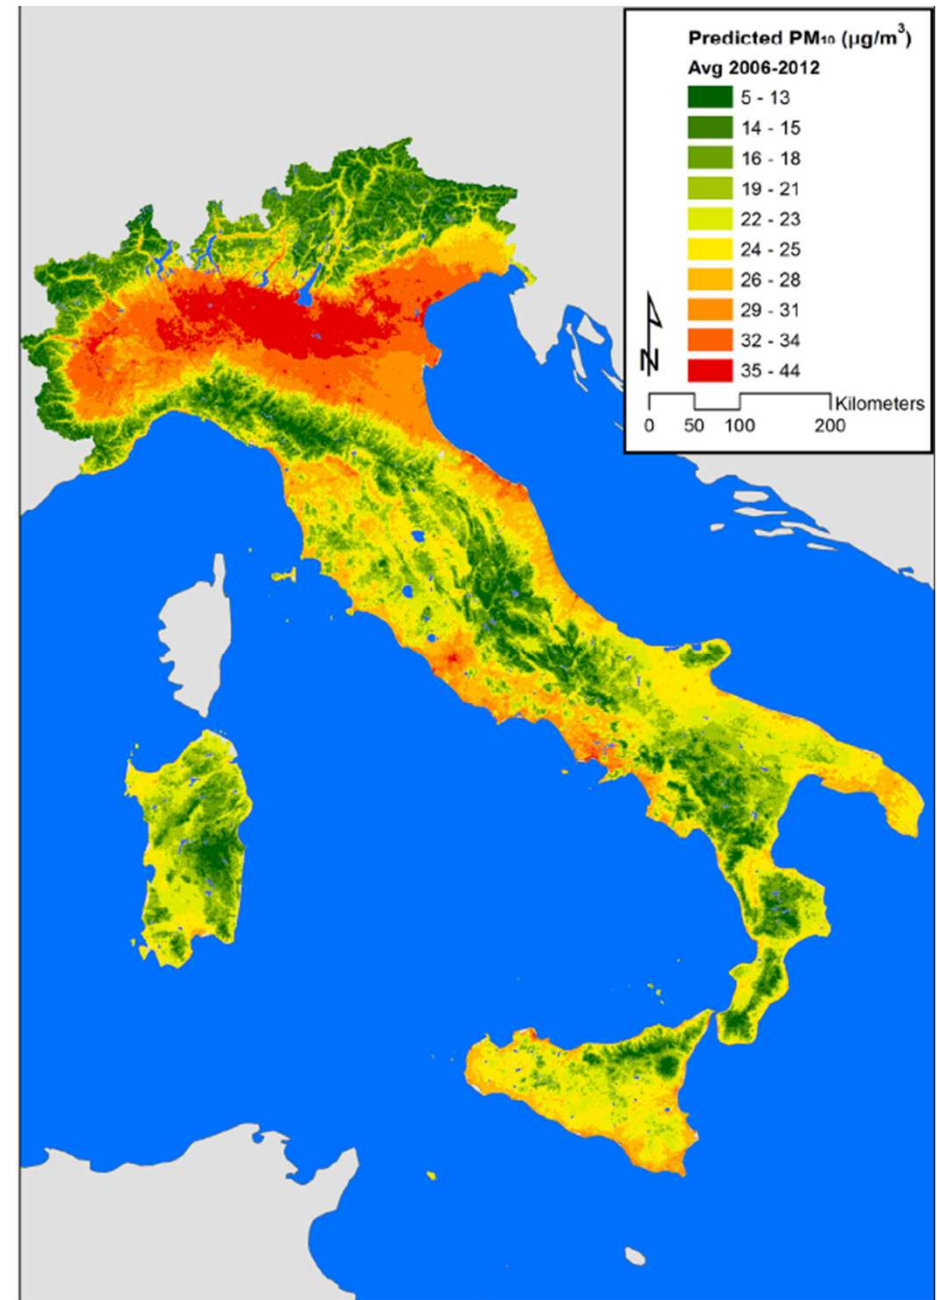 Predicted PM₁₀ (µg/m³)
Avg 2006-2012
5 - 13
14 - 15
16 - 18
19 - 21
22 - 23
24 - 25
26 - 28
29 - 31
32 - 34
35 - 44
N
Kilometers
0 50 100 200